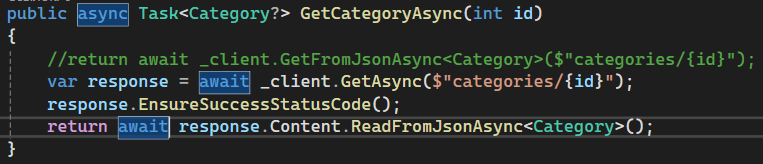 public async Task<Category?> GetCategoryAsync(int id)
{
//return await _client.GetFromJsonAsync<Category>($"categories/{id}");
var response = await _client.GetAsync($"categories/{id}");
response.EnsureSuccessStatusCode();
return await response.Content.ReadFromJsonAsync<Category>();
}